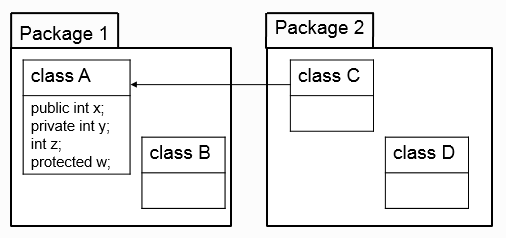 Package 1
class A
public int x;
private int y;
int z;
protected w;
class B
Package 2
class C
class D